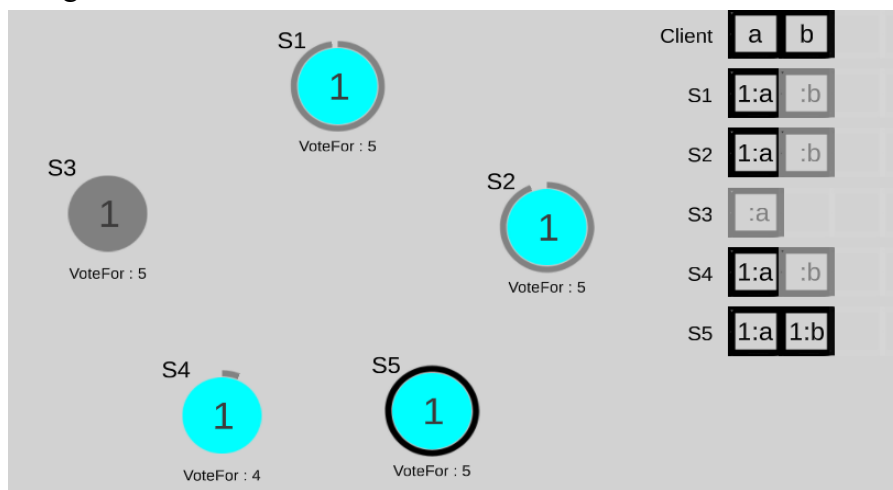 S1
1
VoteFor : 5
S2
1
VoteFor : 5
S3
1
VoteFor : 5
S4
1
VoteFor : 4
S5
1
VoteFor : 5
Client a b
S1 1:a :b
S2 1:a :b
S3 :a
S4 1:a :b
S5 1:a 1:b